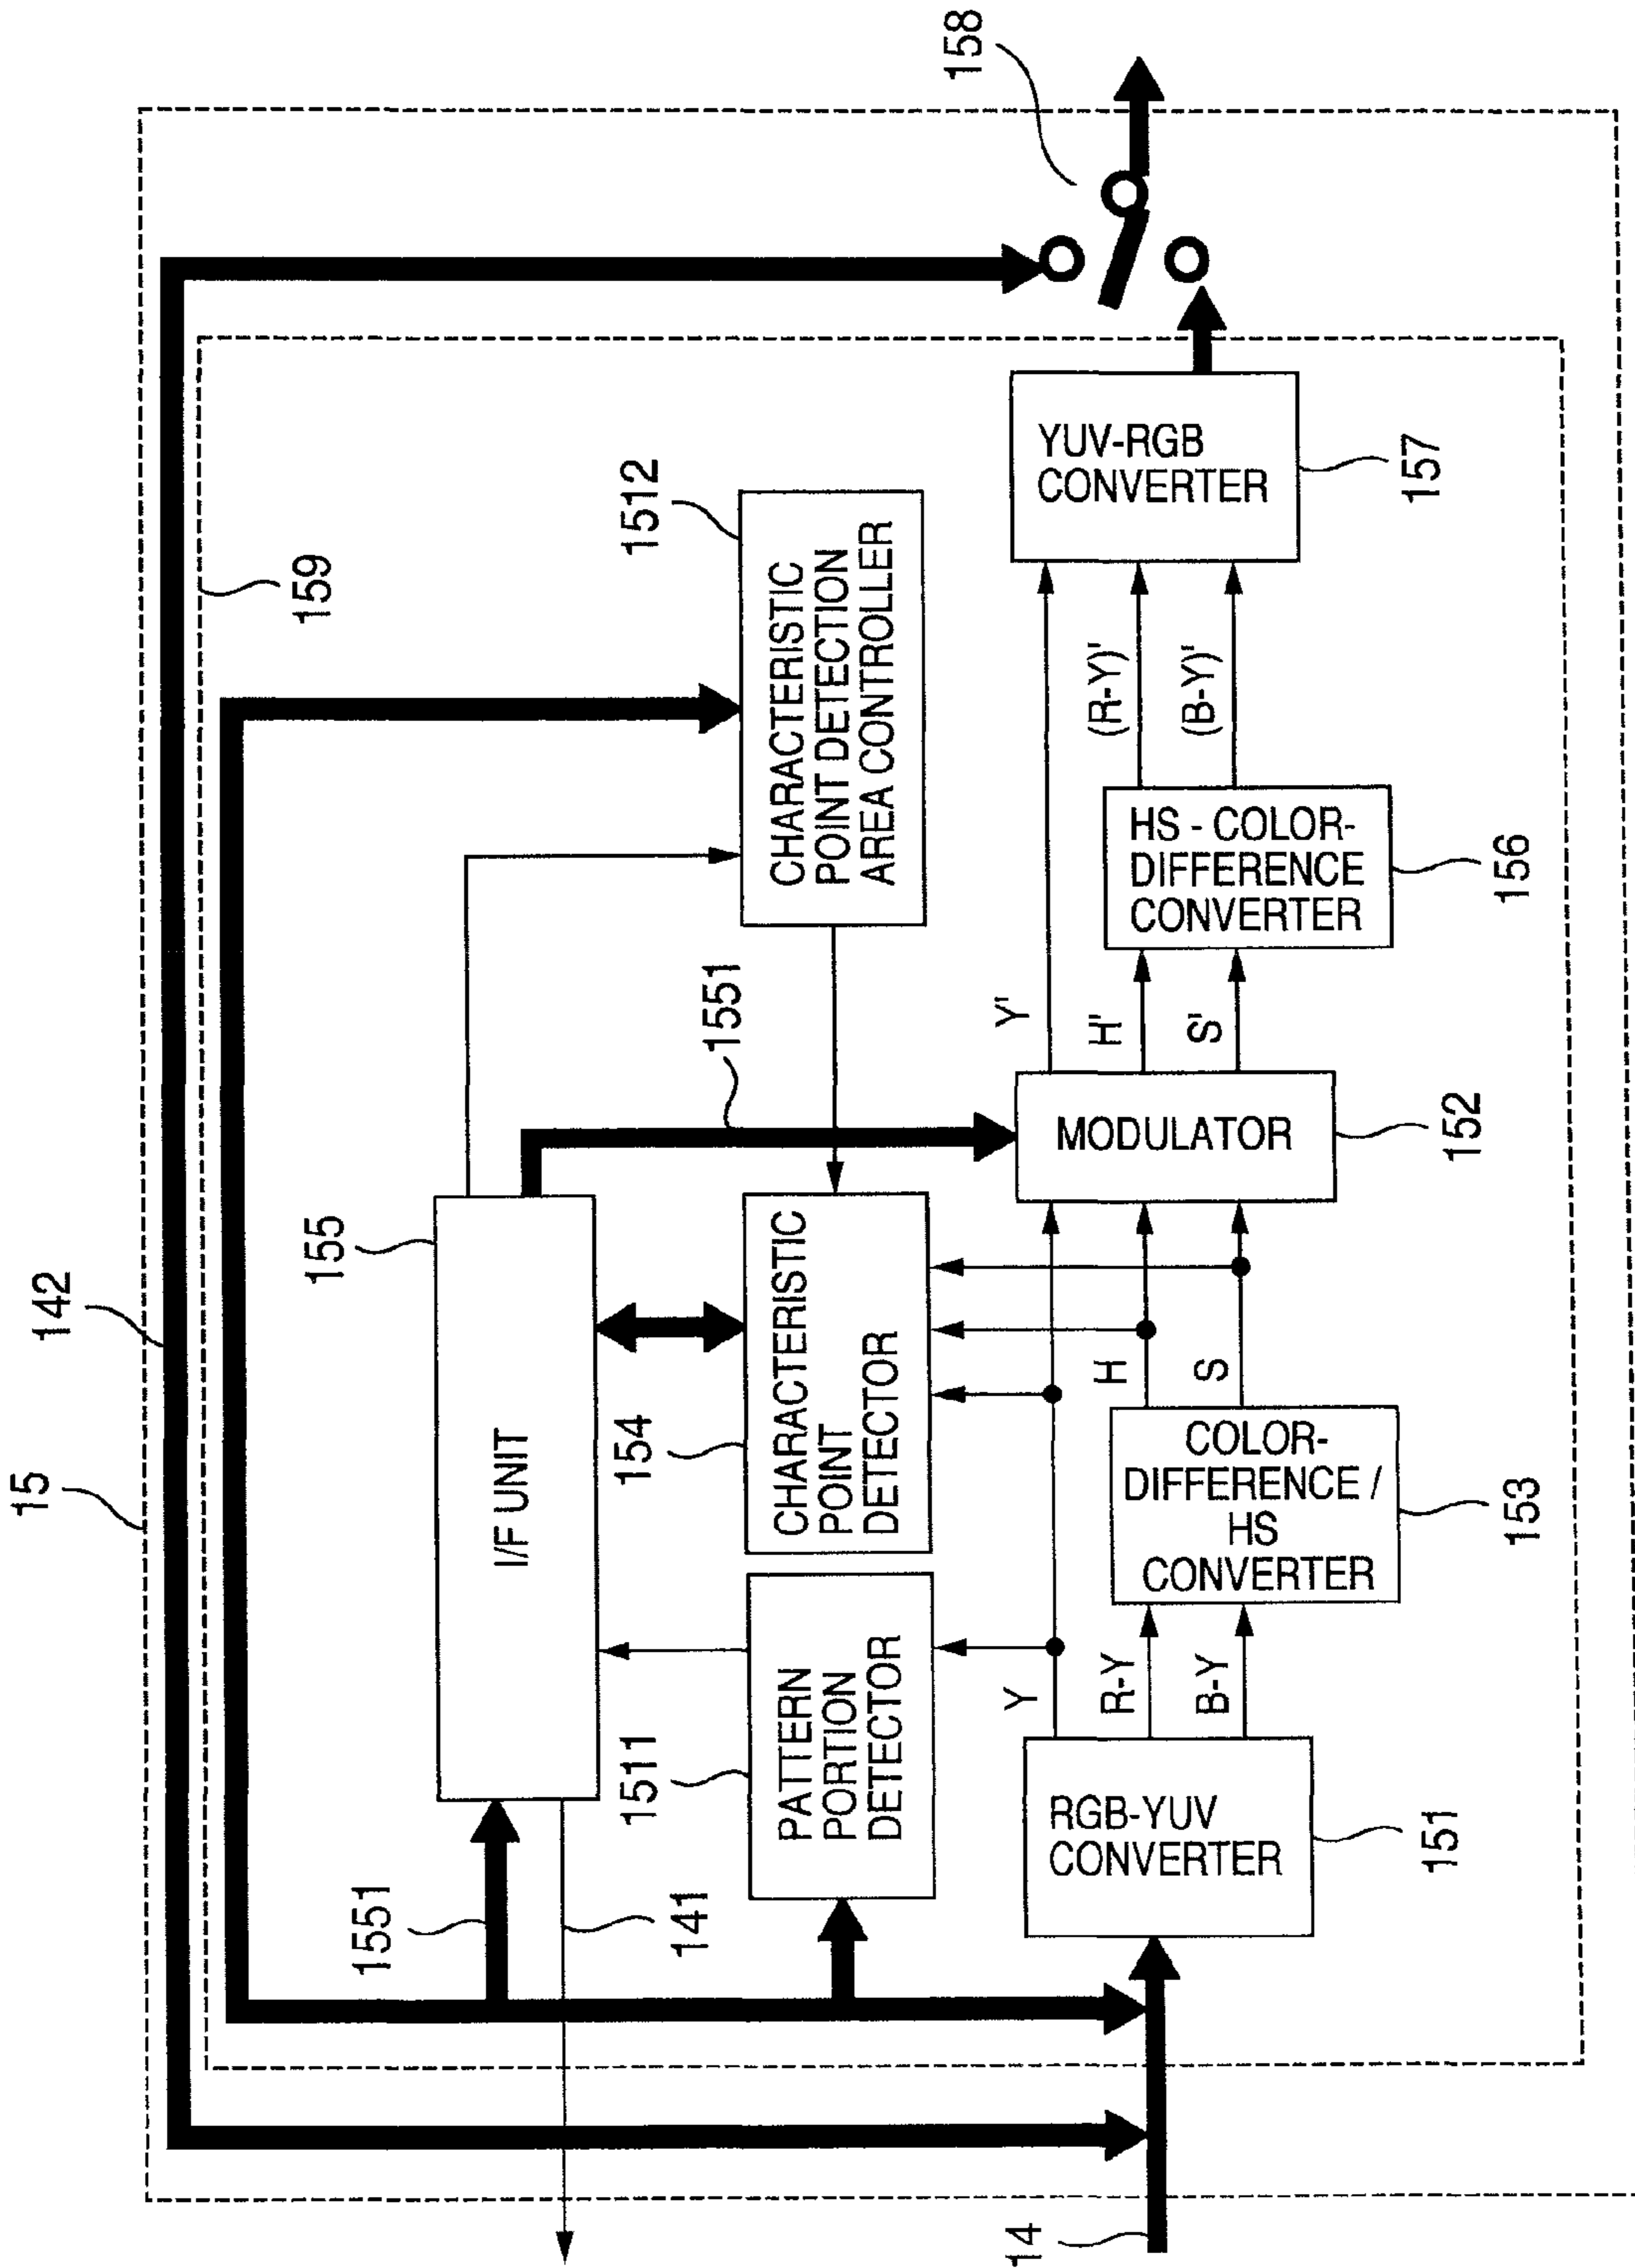 15
142
159
158
155
I/F UNIT
1551
1551
141
1512
CHARACTERISTIC
POINT DETECTION
AREA CONTROLLER
154
CHARACTERISTIC
POINT
DETECTOR
1511
PATTERN
PORTION
DETECTOR
14
RGB-YUV
CONVERTER
151
Y
R-Y
B-Y
COLOR-
DIFFERENCE /
HS
CONVERTER
153
H
S
MODULATOR
152
Y'
H'
S'
HS - COLOR-
DIFFERENCE
CONVERTER
156
(R-Y)'
(B-Y)'
YUV-RGB
CONVERTER
157